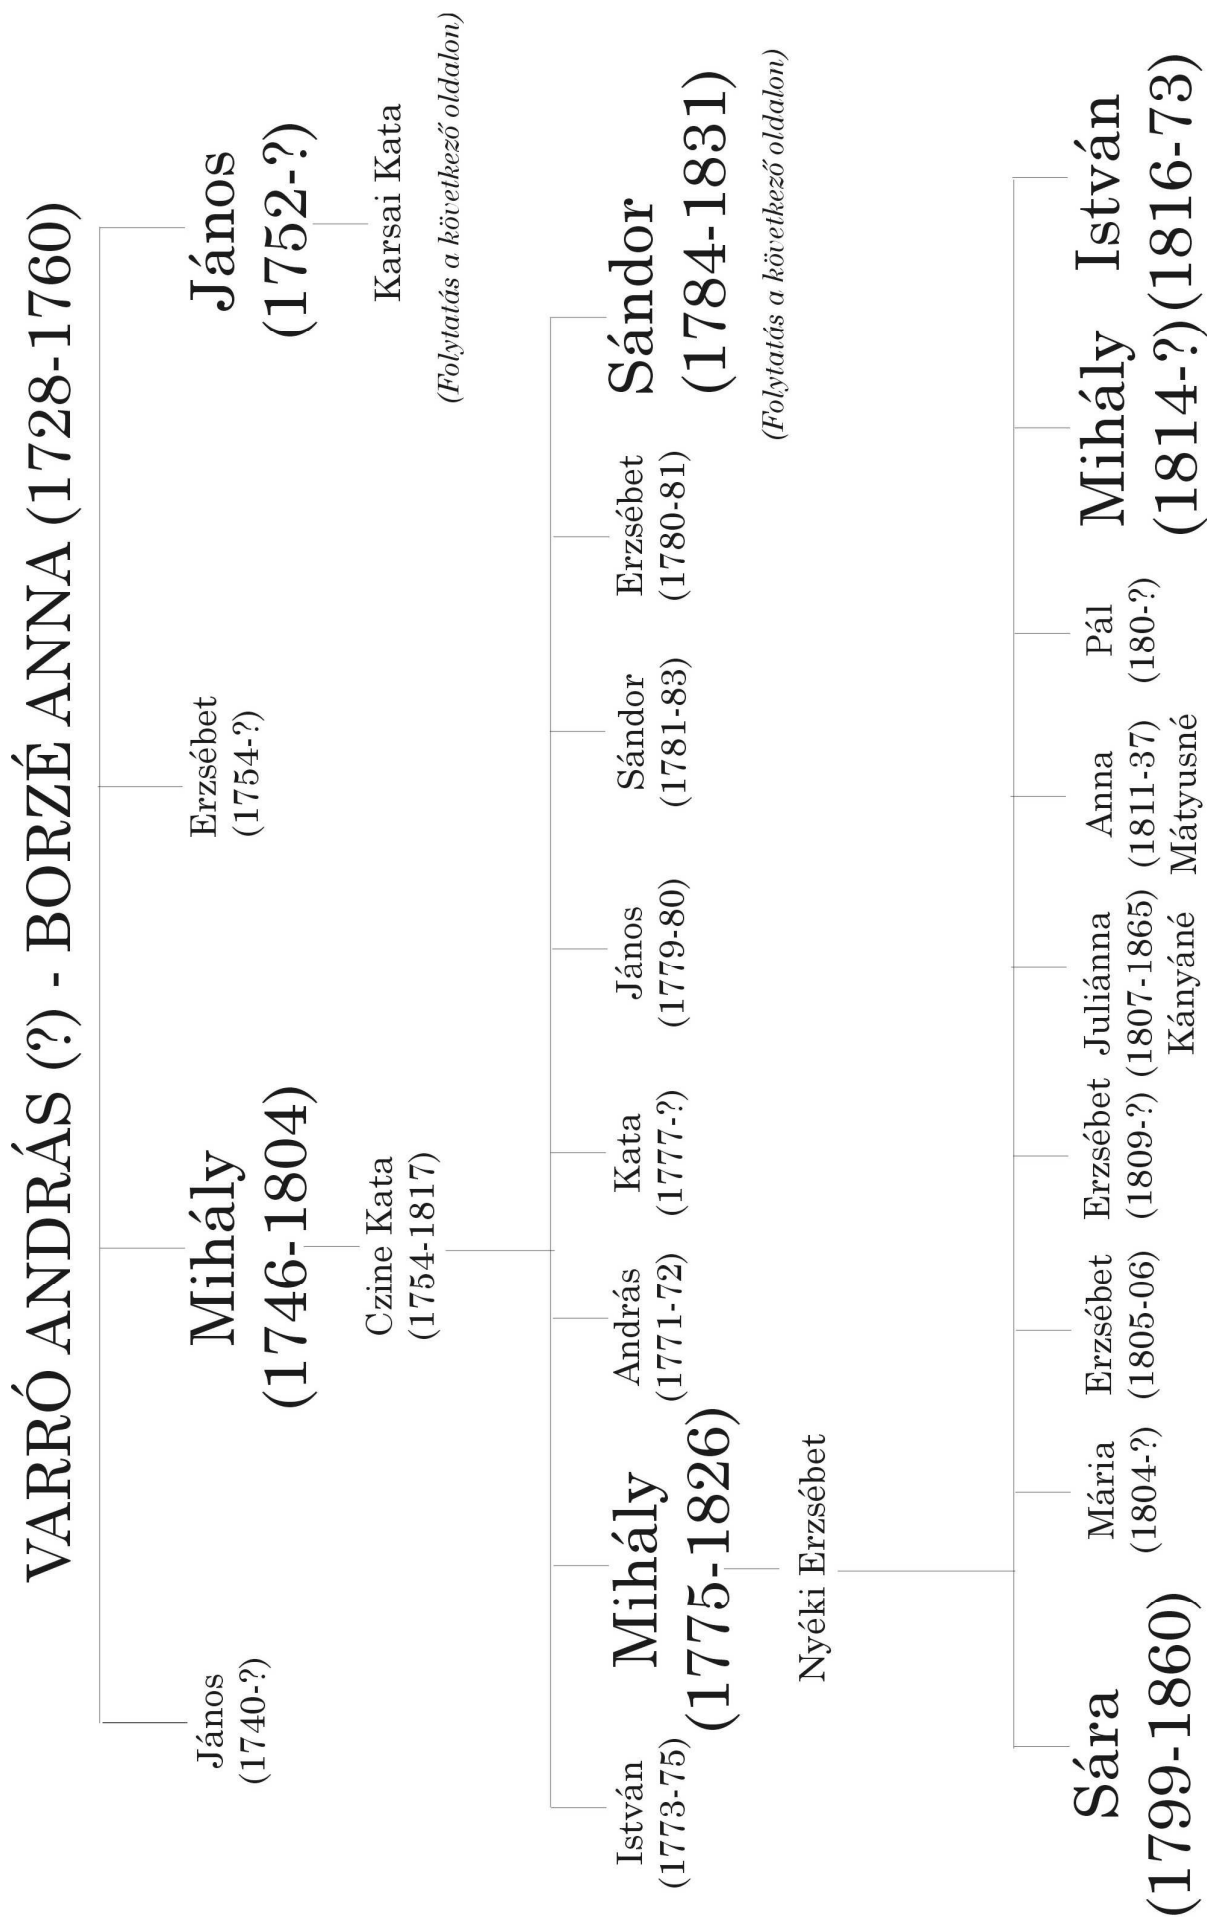 VARRÓ ANDRÁS (?) - BORZÉ ANNA (1728-1760)
János
(1740-?)
Mihály
(1746-1804)
Czine Kata
(1754-1817)
Erzsébet
(1754-?)
János
(1752-?)
Karsai Kata
(Folytatás a következő oldalon)
István
(1773-75)
Mihály
(1775-1826)
Nyéki Erzsébet
András
(1771-72)
Kata
(1777-?)
János
(1779-80)
Sándor
(1781-83)
Erzsébet
(1780-81)
Sándor
(1784-1831)
(Folytatás a következő oldalon)
Sára
(1799-1860)
Mária
(1804-?)
Erzsébet
(1805-06)
Erzsébet
(1809-?)
Juliánna
(1807-1865)
Kányáné
Anna
(1811-37)
Mátyusné
Pál
(180-?)
Mihály
(1814-?)
István
(1816-73)